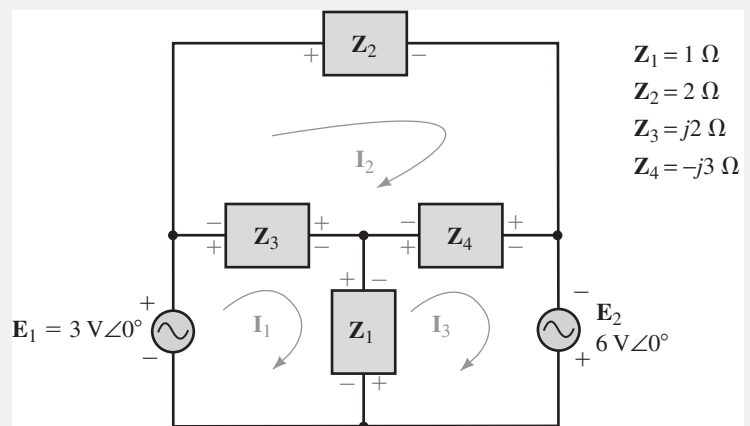 + Z₂ −
Z₁ = 1 Ω
Z₂ = 2 Ω
Z₃ = j2 Ω
Z₄ = −j3 Ω
I₂
− + Z₃ + −
− + Z₄ + −
+ −
E₁ = 3 V∠0°
+
−
I₁
Z₁
I₃
− +
−
E₂
6 V∠0°
+